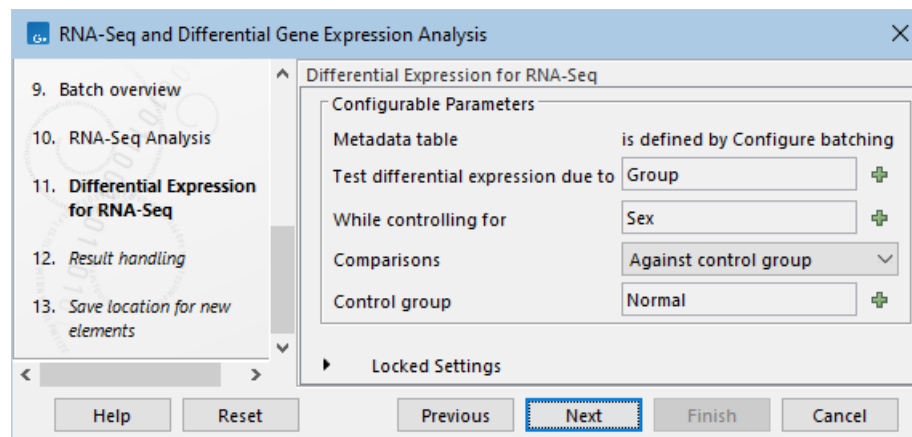 RNA-Seq and Differential Gene Expression Analysis
9. Batch overview
10. RNA-Seq Analysis
11. Differential Expression
for RNA-Seq
12. Result handling
13. Save location for new
elements
Differential Expression for RNA-Seq
Configurable Parameters
Metadata table is defined by Configure batching
Test differential expression due to Group
While controlling for Sex
Comparisons Against control group
Control group Normal
Locked Settings
Help Reset Previous Next Finish Cancel